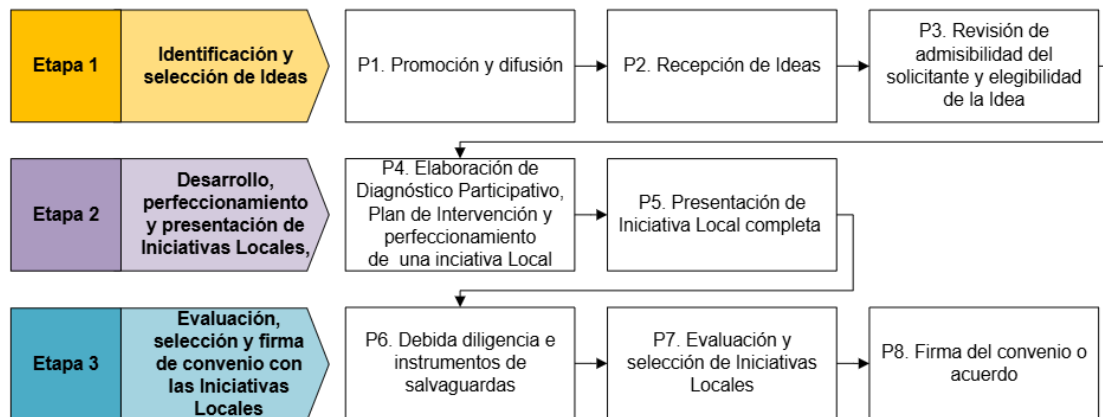 Etapa 1
Identificación y
selección de Ideas
P1. Promoción y difusión
P2. Recepción de Ideas
P3. Revisión de
admisibilidad del
solicitante y elegibilidad
de la Idea
Etapa 2
Desarrollo,
perfeccionamiento
y presentación de
Iniciativas Locales,
P4. Elaboración de
Diagnóstico Participativo,
Plan de Intervención y
perfeccionamiento
de una inciativa Local
P5. Presentación de
Iniciativa Local completa
Etapa 3
Evaluación,
selección y firma
de convenio con
las Iniciativas
Locales
P6. Debida diligencia e
instrumentos de
salvaguardas
P7. Evaluación y
selección de Iniciativas
Locales
P8. Firma del convenio o
acuerdo